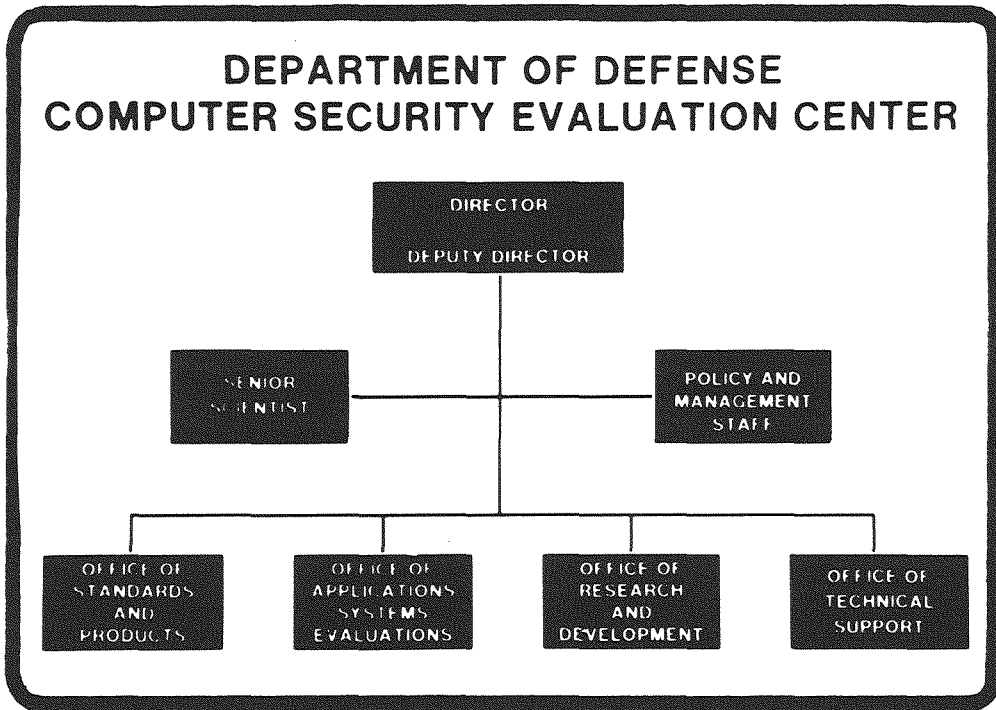 DEPARTMENT OF DEFENSE
COMPUTER SECURITY EVALUATION CENTER
DIRECTOR
DEPUTY DIRECTOR
SENIOR
SCIENTIST
POLICY AND
MANAGEMENT
STAFF
OFFICE OF
STANDARDS
AND
PRODUCTS
OFFICE OF
APPLICATIONS
SYSTEMS
EVALUATIONS
OFFICE OF
RESEARCH
AND
DEVELOPMENT
OFFICE OF
TECHNICAL
SUPPORT